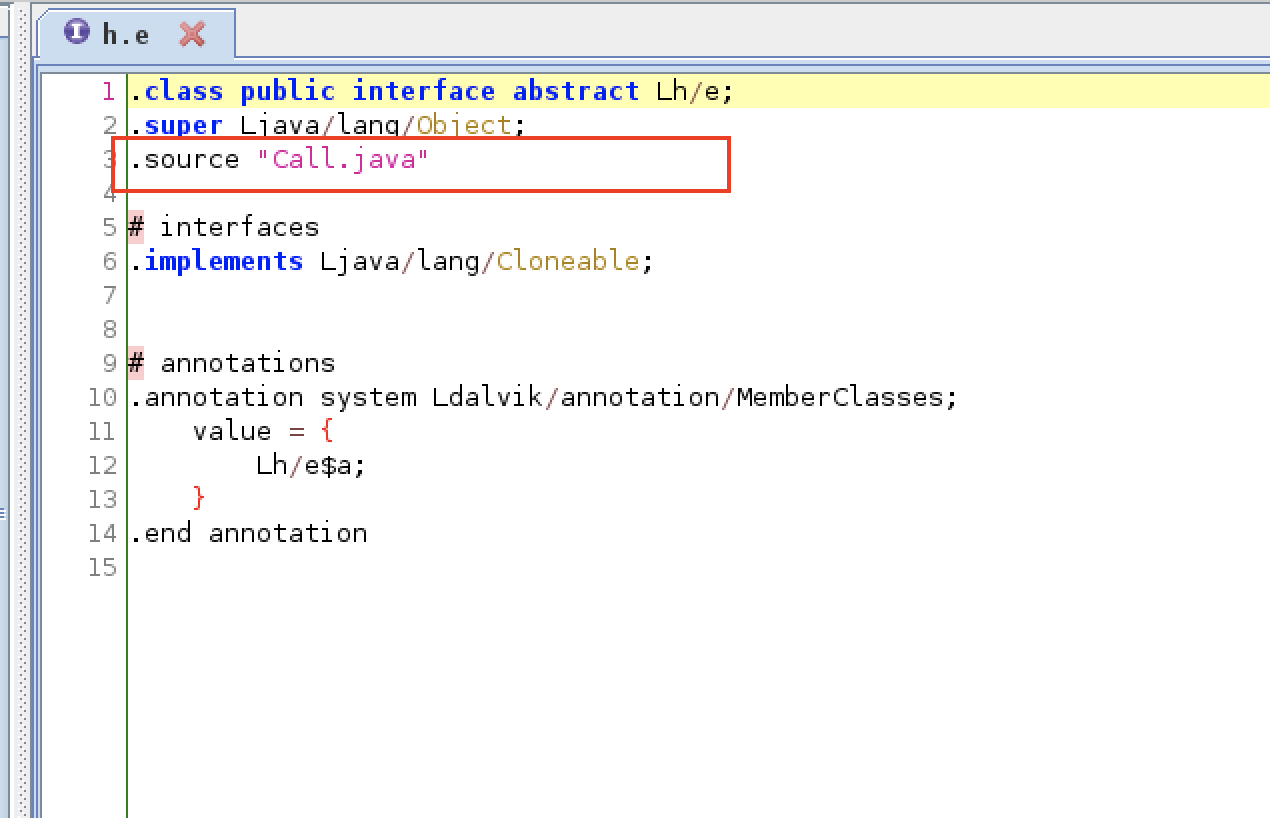 h.e
1 .class public interface abstract Lh/e;
2 .super Ljava/lang/Object;
3 .source "Call.java"
4
5 # interfaces
6 .implements Ljava/lang/Cloneable;
7
8
9 # annotations
10 .annotation system Ldalvik/annotation/MemberClasses;
11 value = {
12 Lh/e$a;
13 }
14 .end annotation
15